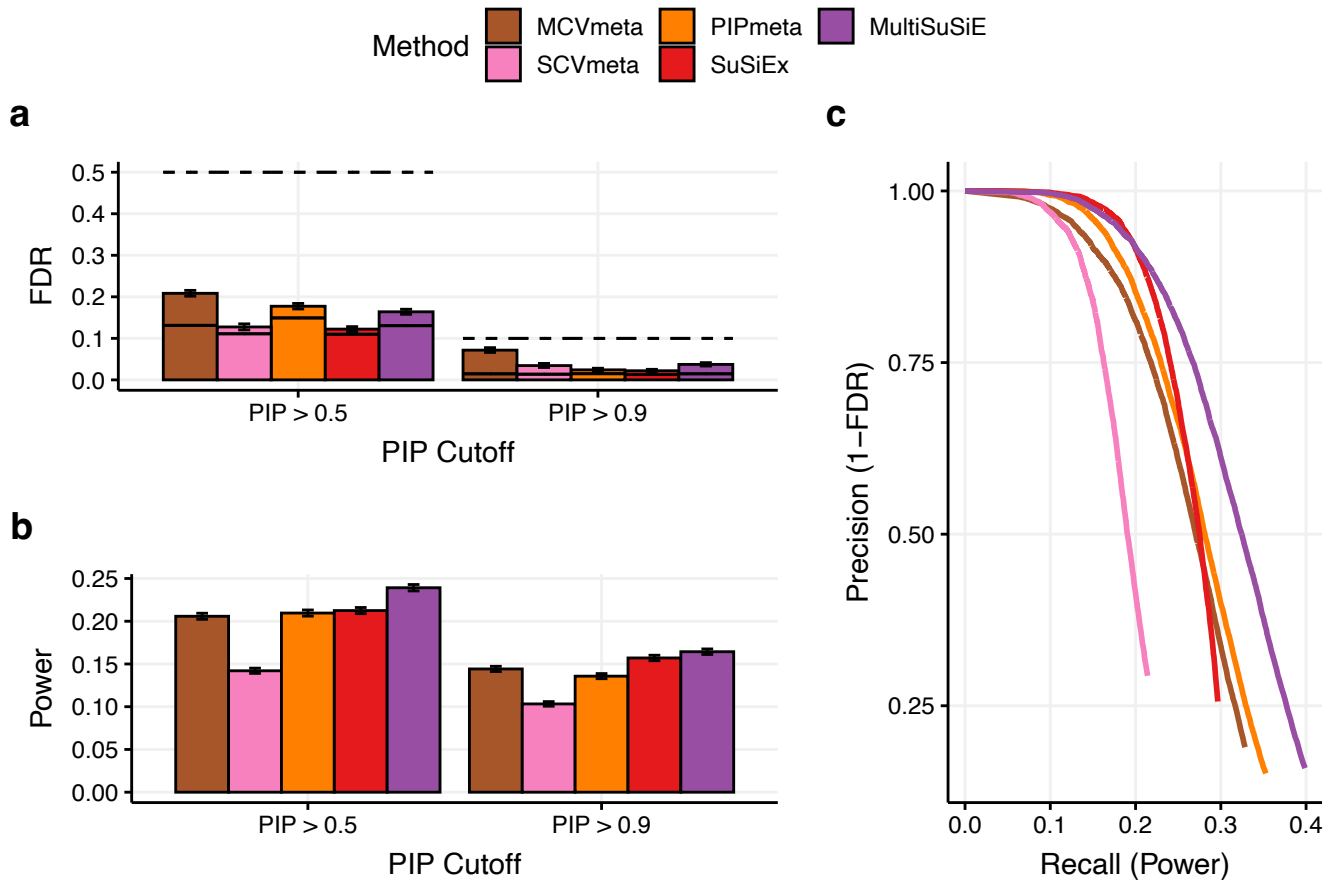 Method
MCVmeta
PIPmeta
MultiSuSiE
SCVmeta
SuSiEx
a
FDR
0.5
0.4
0.3
0.2
0.1
0.0
PIP > 0.5
PIP > 0.9
PIP Cutoff
b
Power
0.25
0.20
0.15
0.10
0.05
0.00
PIP > 0.5
PIP > 0.9
PIP Cutoff
c
Precision (1−FDR)
1.00
0.75
0.50
0.25
0.0
0.1
0.2
0.3
0.4
Recall (Power)